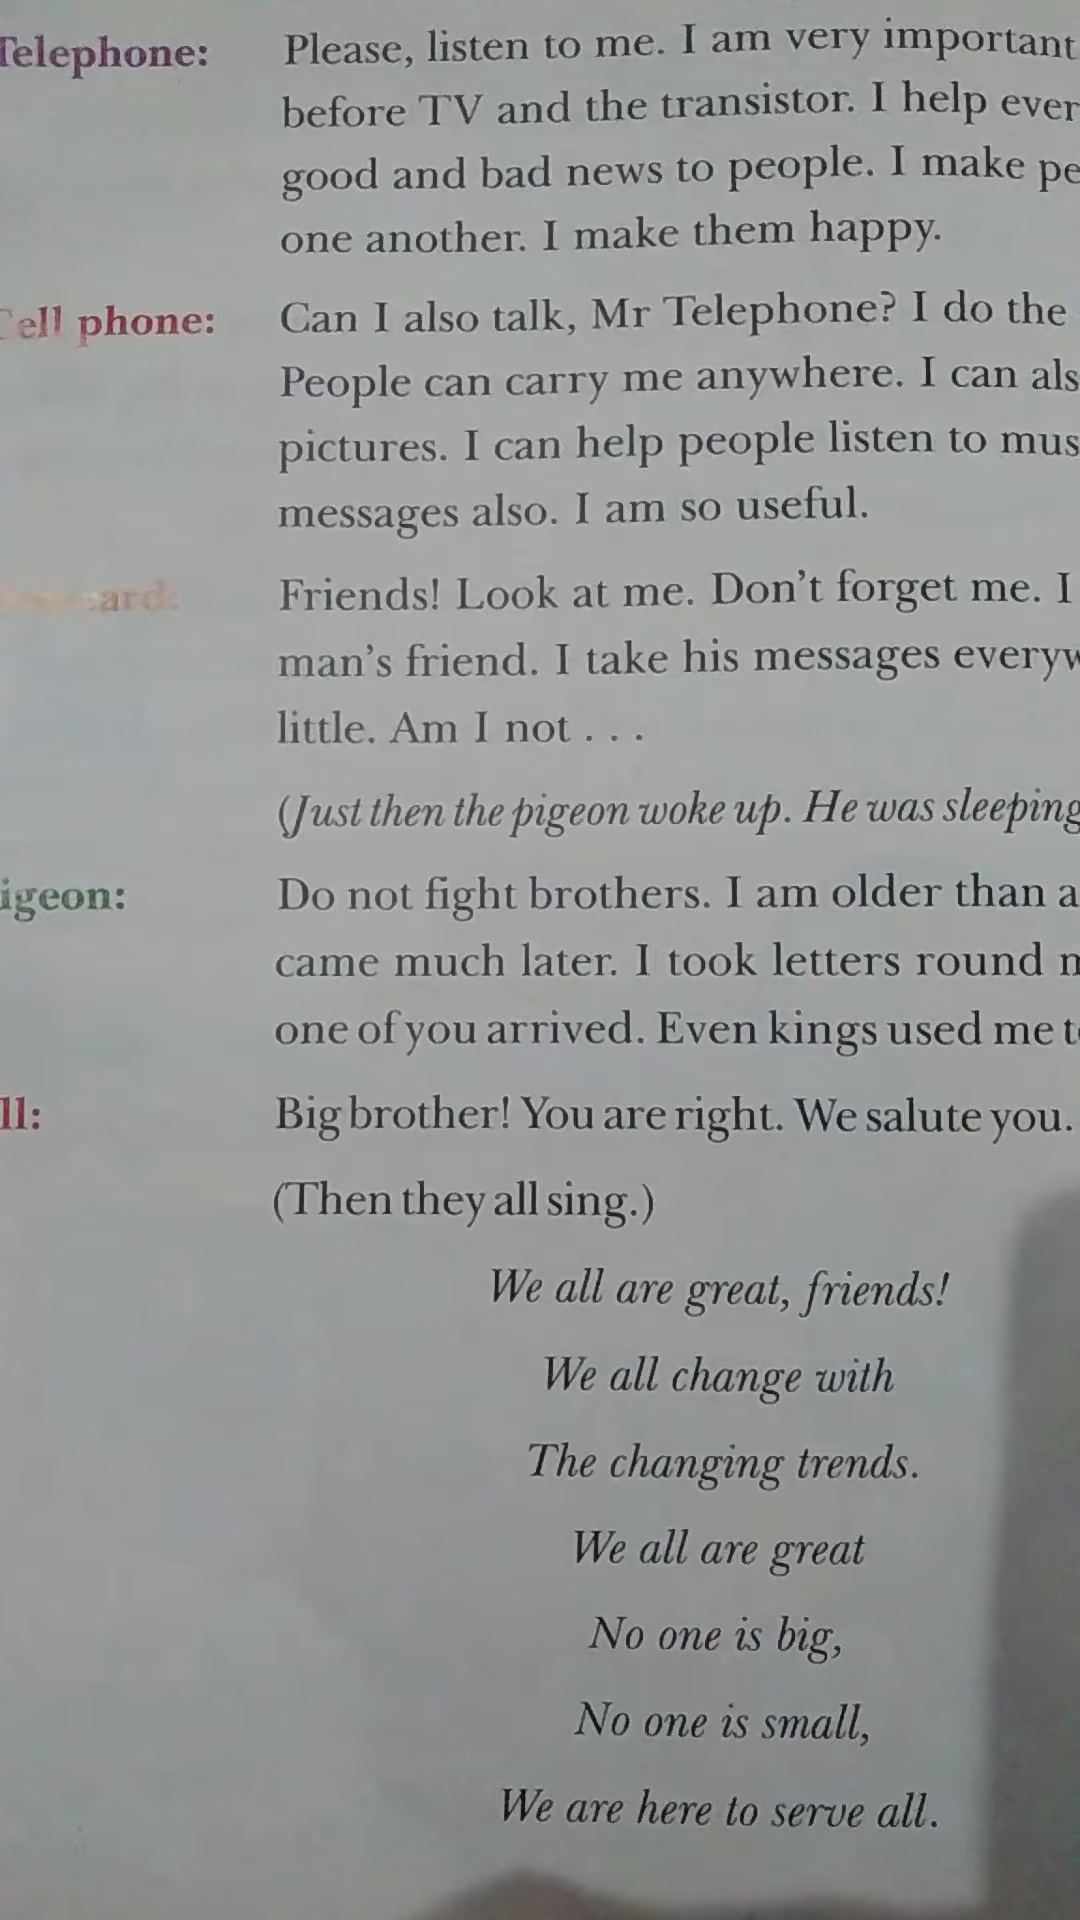 Telephone: Please, listen to me. I am very important
before TV and the transistor. I help ever
good and bad news to people. I make pe
one another. I make them happy.
Cell phone: Can I also talk, Mr Telephone? I do the
People can carry me anywhere. I can als
pictures. I can help people listen to mus
messages also. I am so useful.
card: Friends! Look at me. Don't forget me. I
man's friend. I take his messages everyw
little. Am I not . . .
(Just then the pigeon woke up. He was sleeping
igeon: Do not fight brothers. I am older than a
came much later. I took letters round
one of you arrived. Even kings used me t
ll: Big brother! You are right. We salute you.
(Then they all sing.)
We all are great, friends!
We all change with
The changing trends.
We all are great
No one is big,
No one is small,
We are here to serve all.